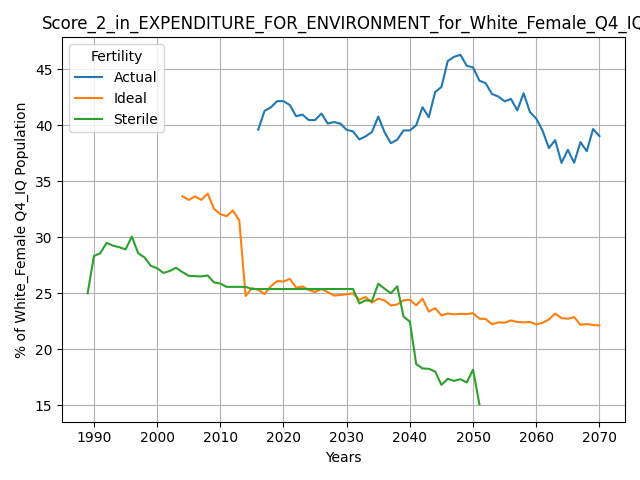 Score_2_in_EXPENDITURE_FOR_ENVIRONMENT_for_White_Female_Q4_IQ
Fertility
Actual
Ideal
Sterile
% of White_Female Q4_IQ Population
45
40
35
30
25
20
15
1990 2000 2010 2020 2030 2040 2050 2060 2070
Years